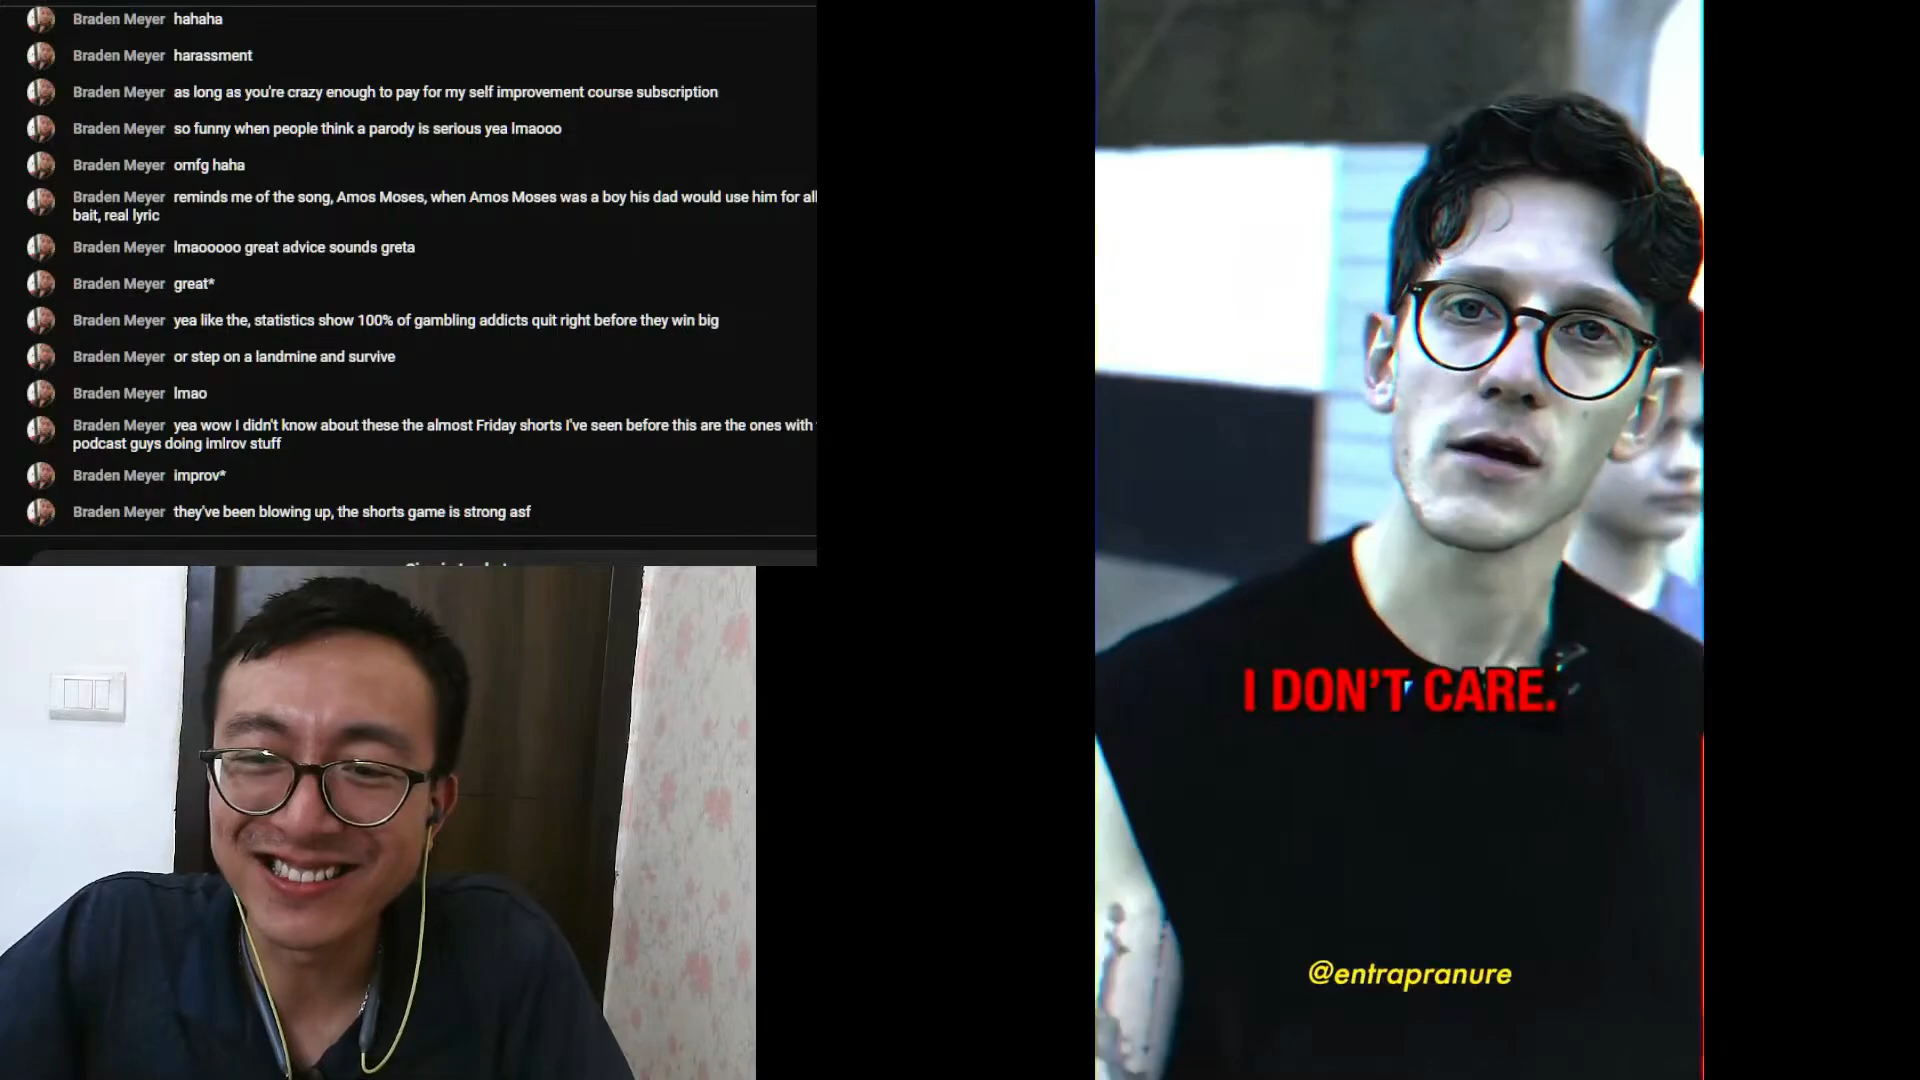 Braden Meyer hahaha
Braden Meyer harassment
Braden Meyer as long as you're crazy enough to pay for my self improvement course subscription
Braden Meyer so funny when people think a parody is serious yea lmaooo
Braden Meyer omfg haha
Braden Meyer reminds me of the song, Amos Moses, when Amos Moses was a boy his dad would use him for
bait, real lyric
Braden Meyer lmaooooo great advice sounds greta
Braden Meyer great*
Braden Meyer yea like the, statistics show 100% of gambling addicts quit right before they win big
Braden Meyer or step on a landmine and survive
Braden Meyer lmao
Braden Meyer yea wow I didn't know about these the almost Friday shorts I've seen before this are the ones with
podcast guys doing imlrov stuff
Braden Meyer improv*
Braden Meyer they've been blowing up, the shorts game is strong asf
I DON'T CARE.
@entrapranure